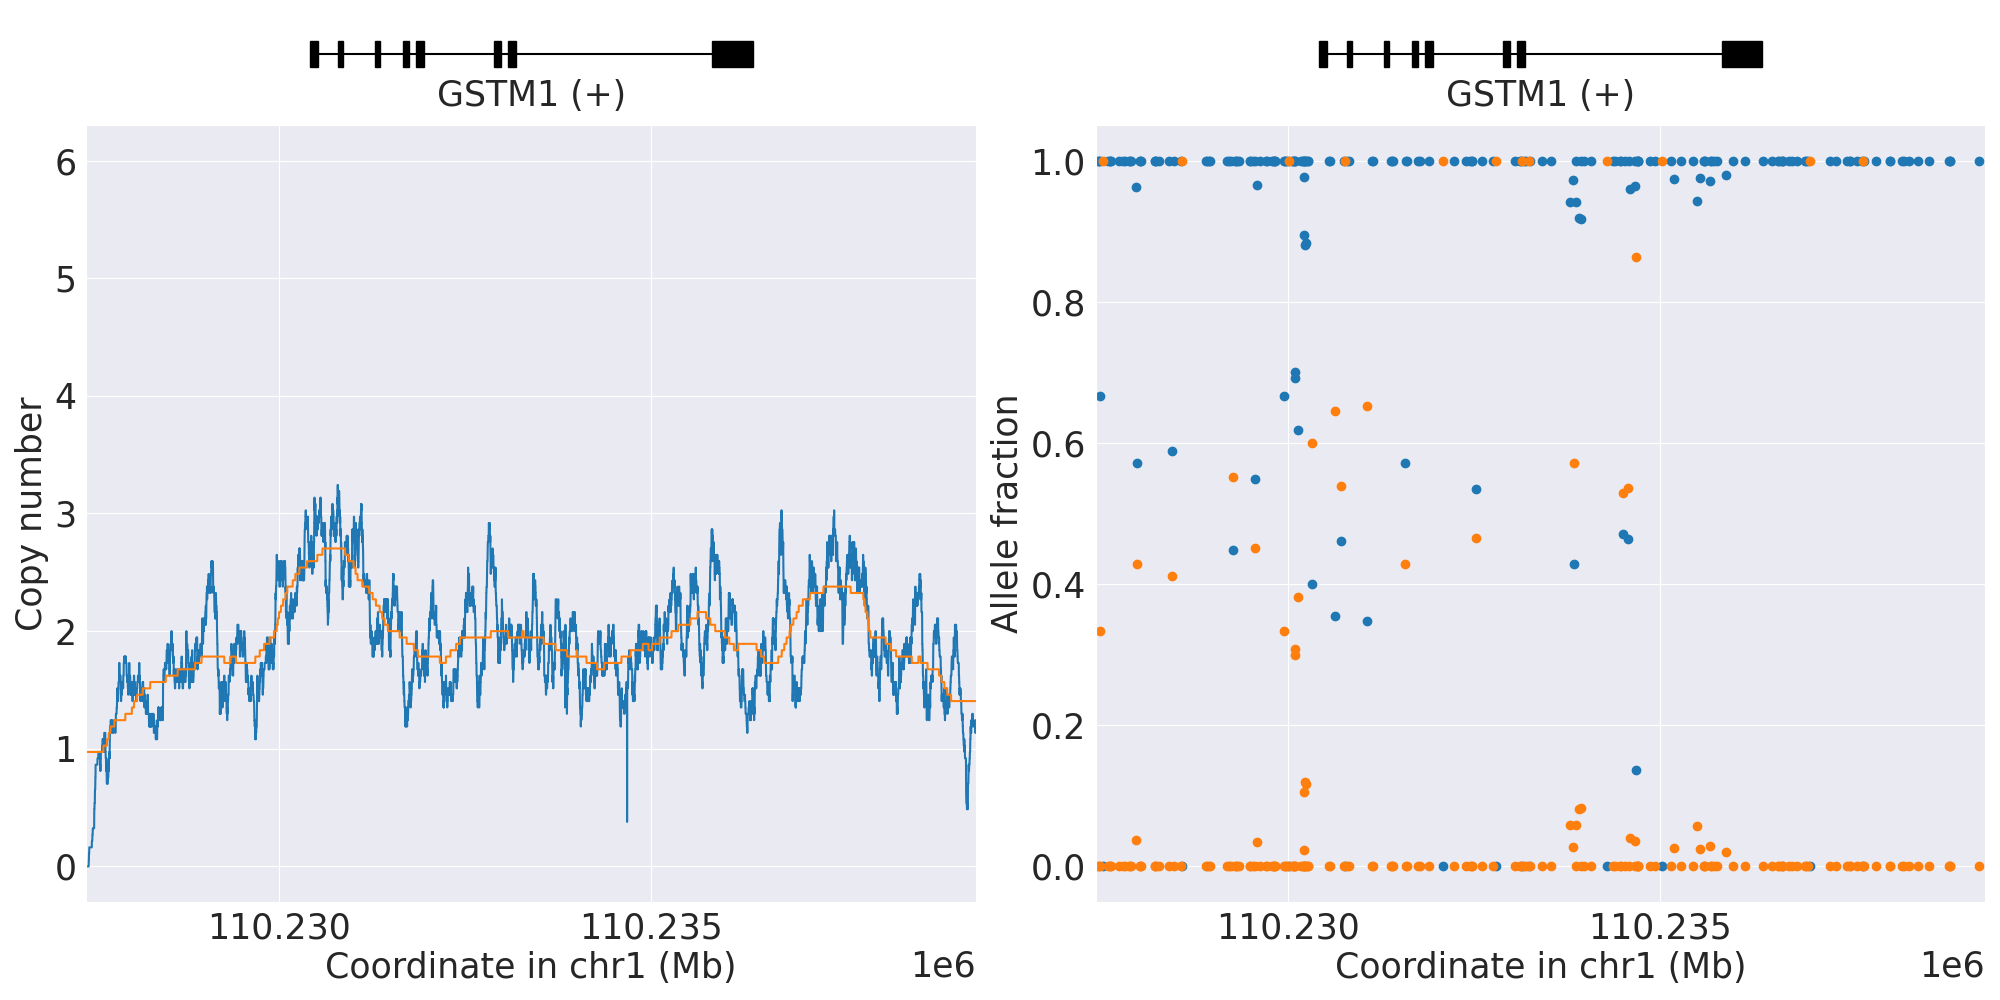 GSTM1 (+)
Copy number
6
5
4
3
2
1
0
110.230
110.235
Coordinate in chr1 (Mb)
1e6
GSTM1 (+)
Allele fraction
1.0
0.8
0.6
0.4
0.2
0.0
110.230
110.235
Coordinate in chr1 (Mb)
1e6